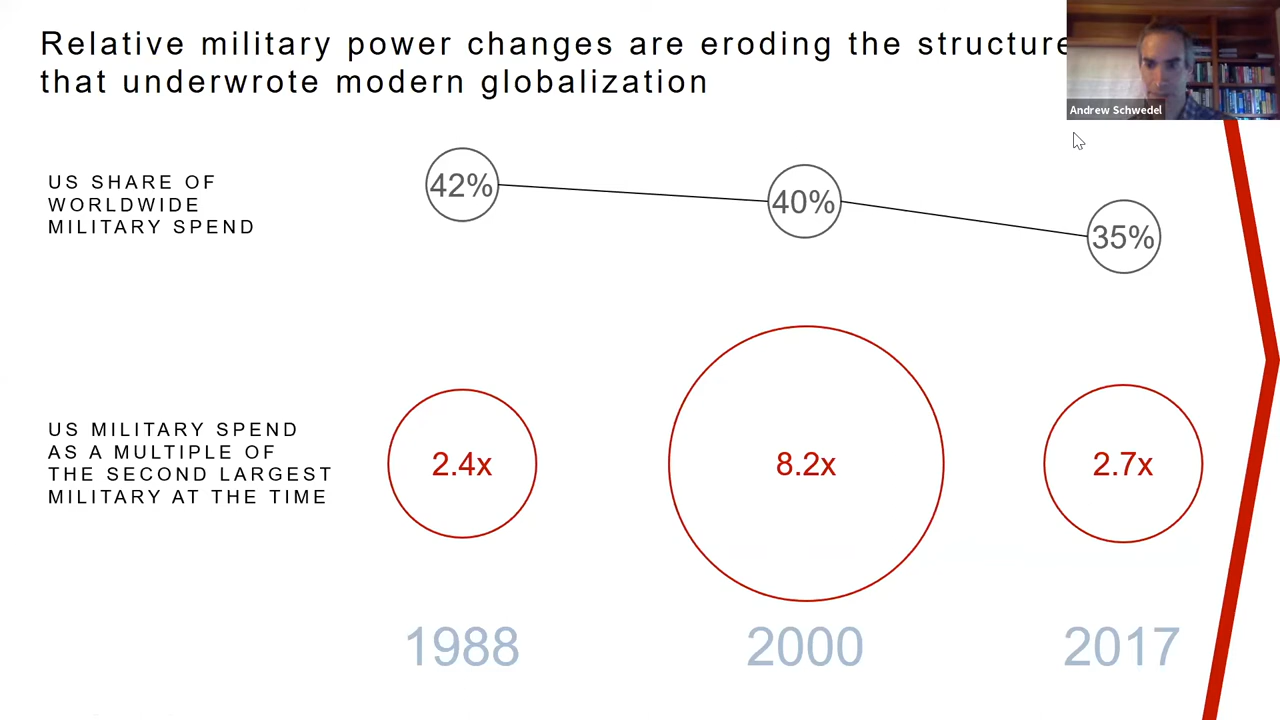 Relative military power changes are eroding the structure
that underwrote modern globalization
Andrew Schwedel
US SHARE OF
WORLDWIDE
MILITARY SPEND
42%
40%
35%
US MILITARY SPEND
AS A MULTIPLE OF
THE SECOND LARGEST
MILITARY AT THE TIME
2.4x
8.2x
2.7x
1988
2000
2017